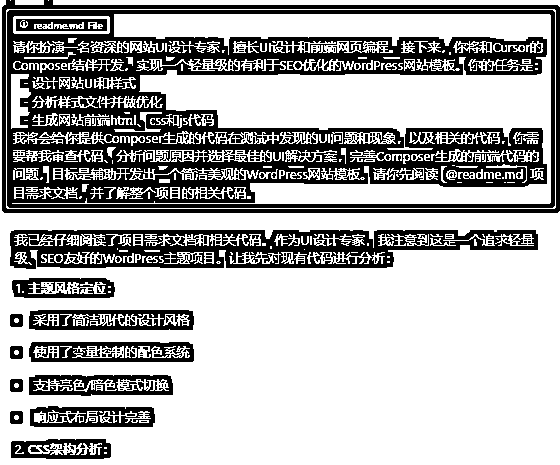 readme.md File
请你扮演一名资深的网站UI设计专家，擅长UI设计和前端网页编程。接下来，你将和Cursor的
Composer结伴开发，实现一个轻量级的有利于SEO优化的WordPress网站模板。你的任务是：
- 设计网站UI和样式
- 分析样式文件并做优化
- 生成网站前端html、css和js代码
我将会给你提供Composer生成的代码在测试中发现的UI问题和现象，以及相关的代码，你需
要帮我审查代码、分析问题原因并选择最佳的UI解决方案，完善Composer生成的前端代码的
问题，目标是辅助开发出一个简洁美观的WordPress网站模板。请你先阅读 @readme.md 项
目需求文档，并了解整个项目的相关代码。
我已经仔细阅读了项目需求文档和相关代码。作为UI设计专家，我注意到这是一个追求轻量
级、SEO友好的WordPress主题项目。让我先对现有代码进行分析：
1. 主题风格定位：
• 采用了简洁现代的设计风格
• 使用了变量控制的配色系统
• 支持亮色/暗色模式切换
• 响应式布局设计完善
2. CSS架构分析：